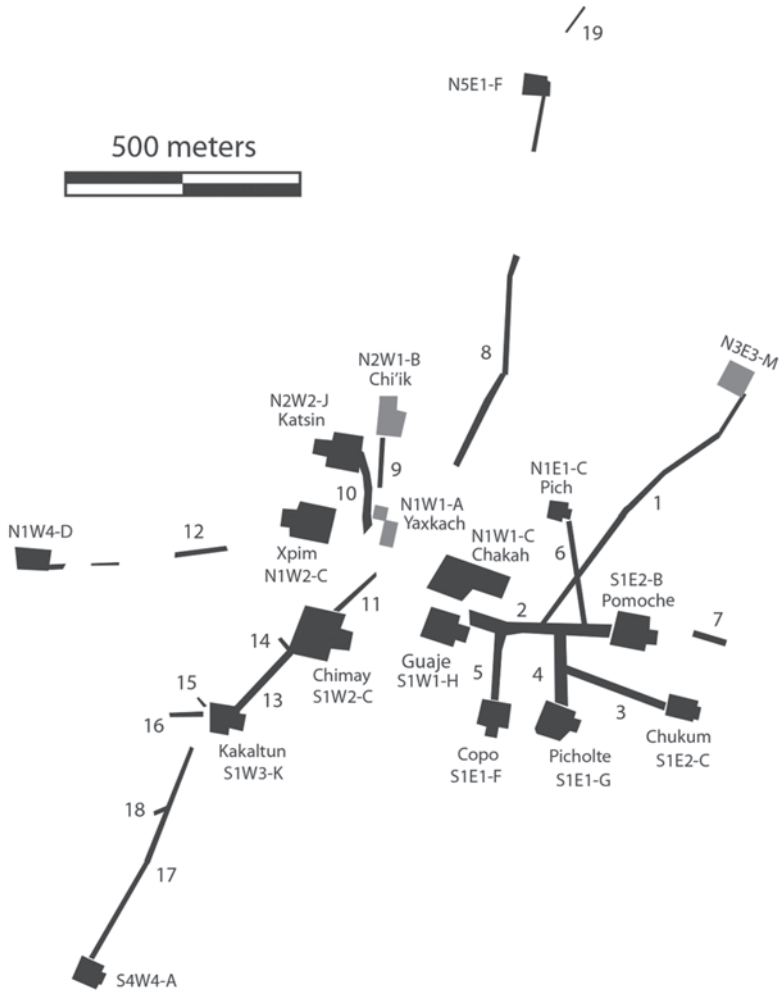 19
N5E1-F
500 meters
8
N3E3-M
N2W1-B
Chi'ik
N2W2-J
Katsin
9
10
N1E1-C
Pich
1
N1W1-A
Yaxkach
N1W4-D
12
Xpim
N1W2-C
N1W1-C
Chakah
6
S1E2-B
Pomoche
11
2
7
14
Guaje
S1W1-H
Chimay
S1W2-C
5
4
15
13
3
16
Kakaltun
S1W3-K
Copo
S1E1-F
Picholte
S1E1-G
Chukum
S1E2-C
18
17
S4W4-A